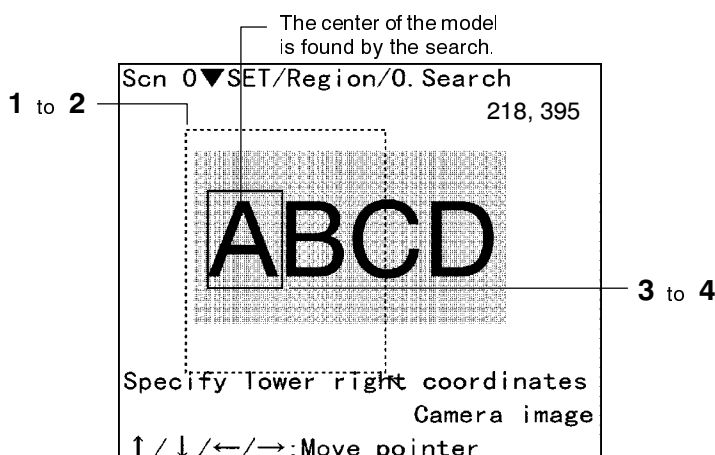 The center of the model
is found by the search.
Scn 0▼SET/Region/0.Search
1 to 2
218, 395
ABCD
3 to 4
Specify lower right coordinates
Camera image
↑/↓/←/→:Move pointer